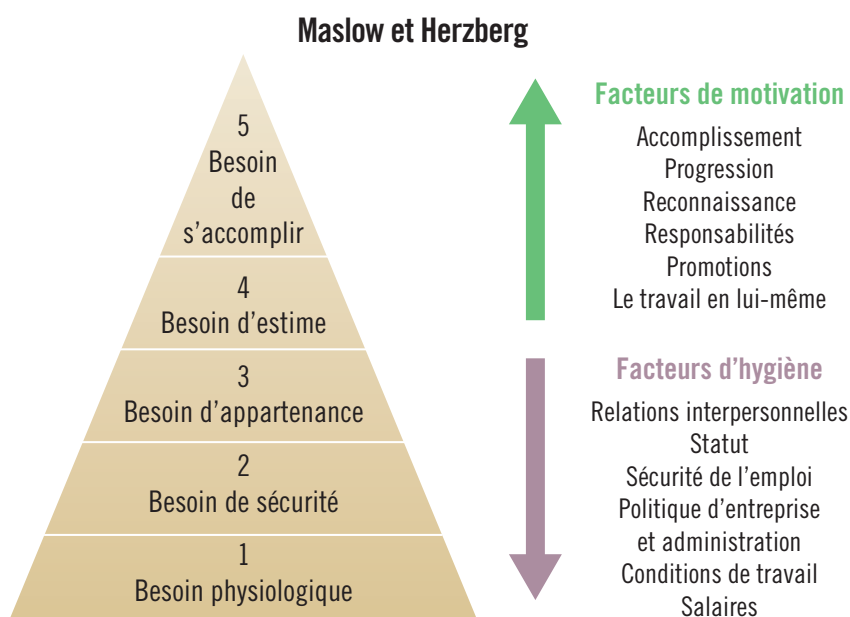 Maslow et Herzberg
5
Besoin
de
s’accomplir
4
Besoin d’estime
3
Besoin d’appartenance
2
Besoin de sécurité
1
Besoin physiologique
Facteurs de motivation
Accomplissement
Progression
Reconnaissance
Responsabilités
Promotions
Le travail en lui-même
Facteurs d’hygiène
Relations interpersonnelles
Statut
Sécurité de l’emploi
Politique d’entreprise
et administration
Conditions de travail
Salaires